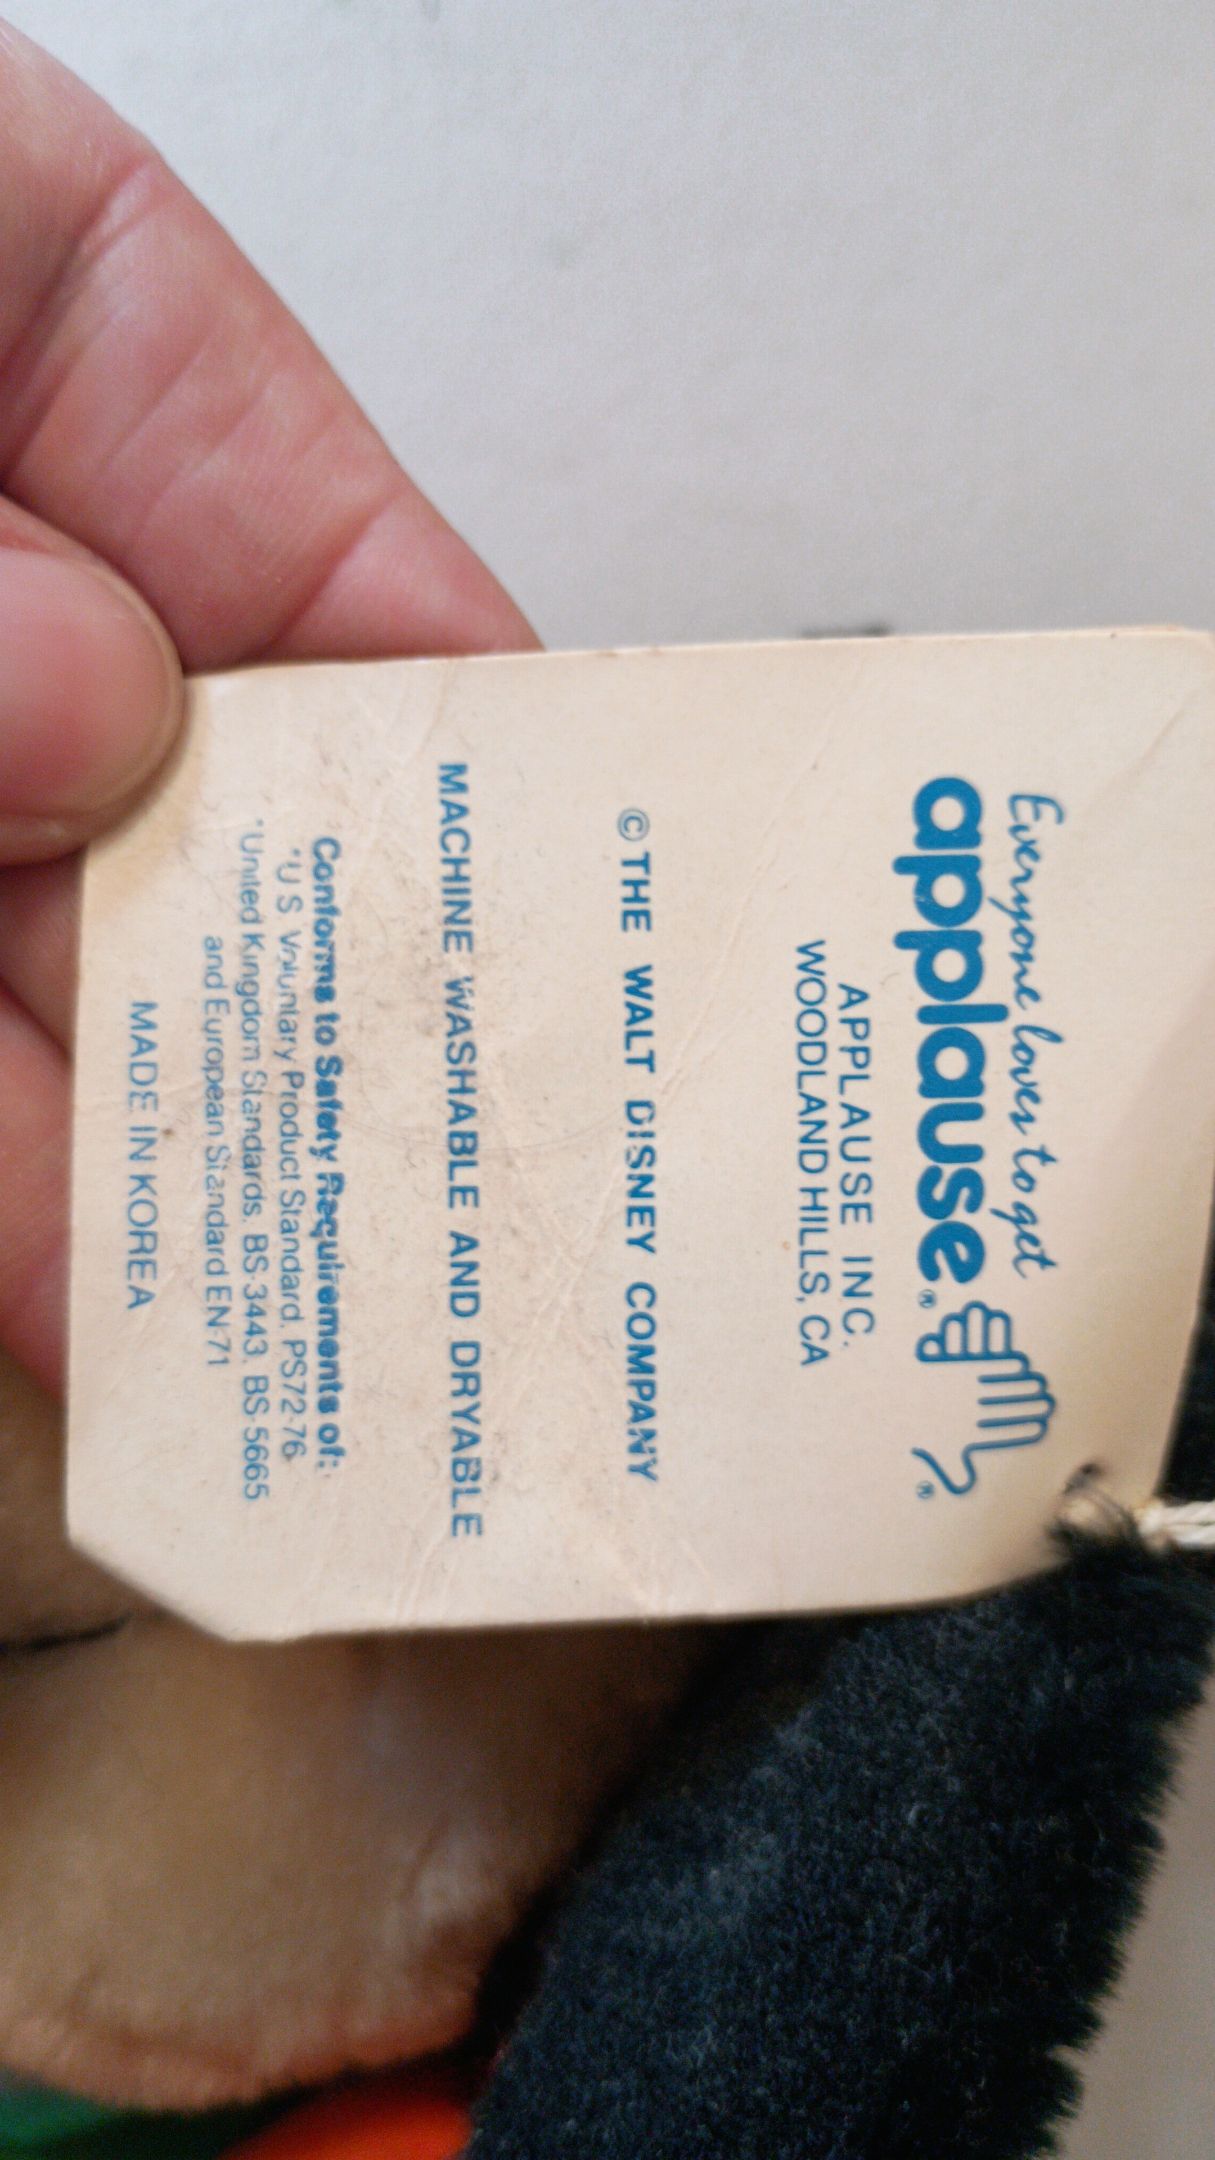 Everyone loves to get
applause®
®
APPLAUSE INC.
WOODLAND HILLS, CA
© THE WALT DISNEY COMPANY
MACHINE WASHABLE AND DRYABLE
Conforms to Safety Requirements of:
*U S Voluntary Product Standard, PS72-76
*United Kingdom Standards, BS-3443, BS-5665
and European Standard EN-71
MADE IN KOREA